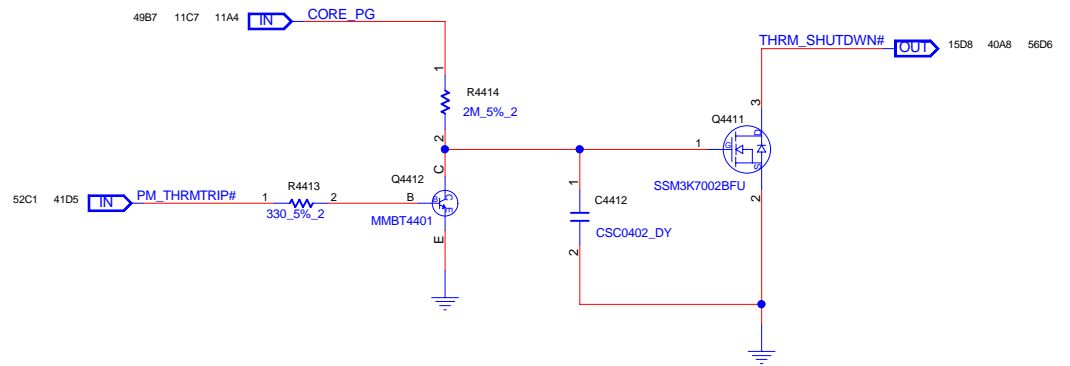 49B7 11C7 11A4 IN CORE_PG
THRM_SHUTDWN# OUT 15D8 40A8 56D6
1
R4414
2M_5%_2
2
3
Q4411
D
G
S
1
SSM3K7002BFU
2
C
Q4412
C
B
E
52C1 41D5 IN PM_THRMTRIP# 1 R4413 2 B
330_5%_2
MMBT4401
E
1
C4412
CSC0402_DY
2